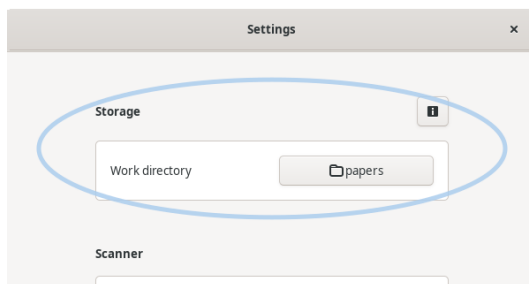 Settings
Storage
Work directory
papers
Scanner